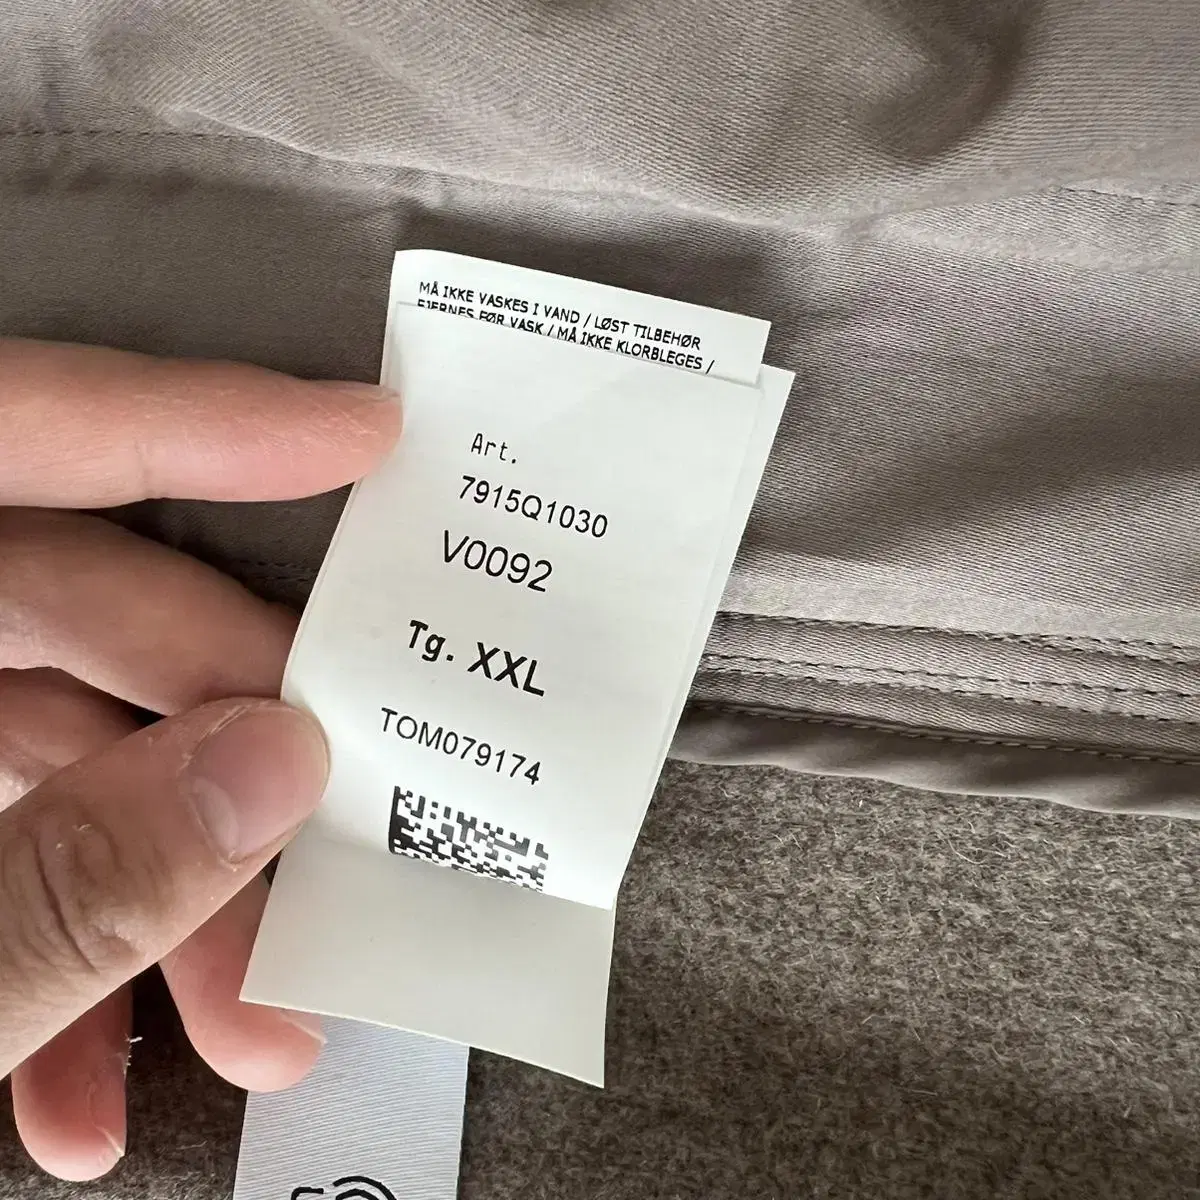 MÅ IKKE VASKES I VAND / LØST TILBEHØR
FJERNES FØR VASK / MÅ IKKE KLORBLEGES /
Art.
7915Q1030
V0092
Tg. XXL
TOM079174